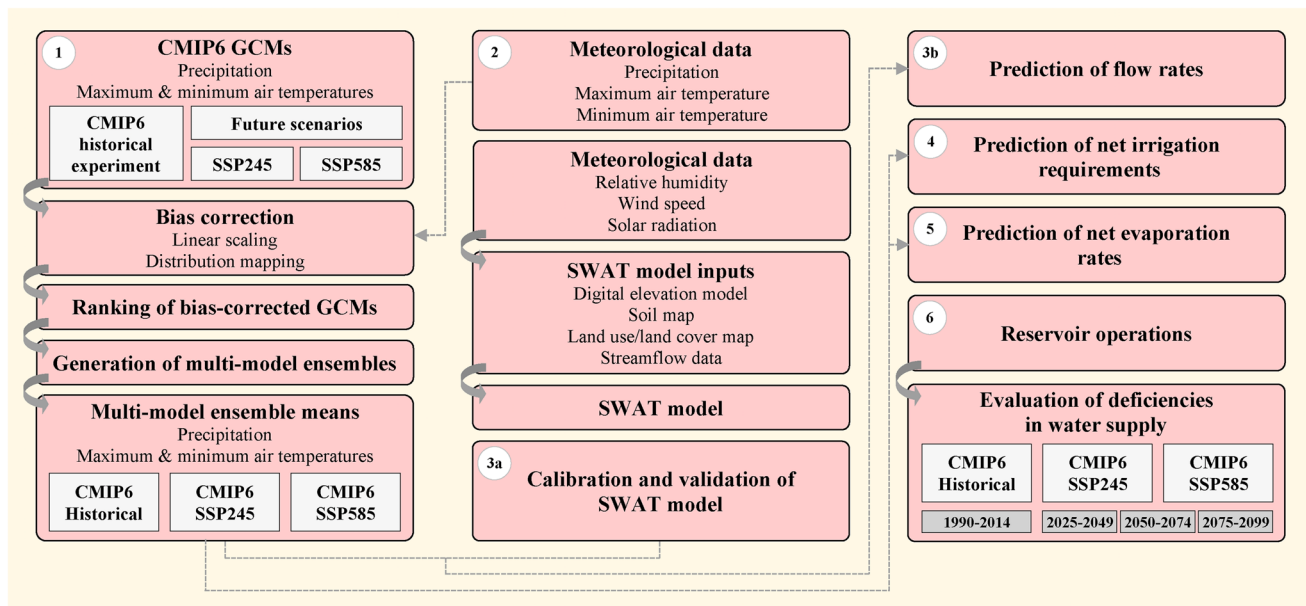 1
CMIP6 GCMs
Precipitation
Maximum & minimum air temperatures
CMIP6
historical
experiment
Future scenarios
SSP245
SSP585
Bias correction
Linear scaling
Distribution mapping
Ranking of bias-corrected GCMs
Generation of multi-model ensembles
Multi-model ensemble means
Precipitation
Maximum & minimum air temperatures
CMIP6
Historical
CMIP6
SSP245
CMIP6
SSP585
2
Meteorological data
Precipitation
Maximum air temperature
Minimum air temperature
Meteorological data
Relative humidity
Wind speed
Solar radiation
SWAT model inputs
Digital elevation model
Soil map
Land use/land cover map
Streamflow data
SWAT model
3a
Calibration and validation of
SWAT model
3b
Prediction of flow rates
4
Prediction of net irrigation
requirements
5
Prediction of net evaporation
rates
6
Reservoir operations
Evaluation of deficiencies
in water supply
CMIP6
Historical
CMIP6
SSP245
CMIP6
SSP585
1990-2014
2025-2049
2050-2074
2075-2099